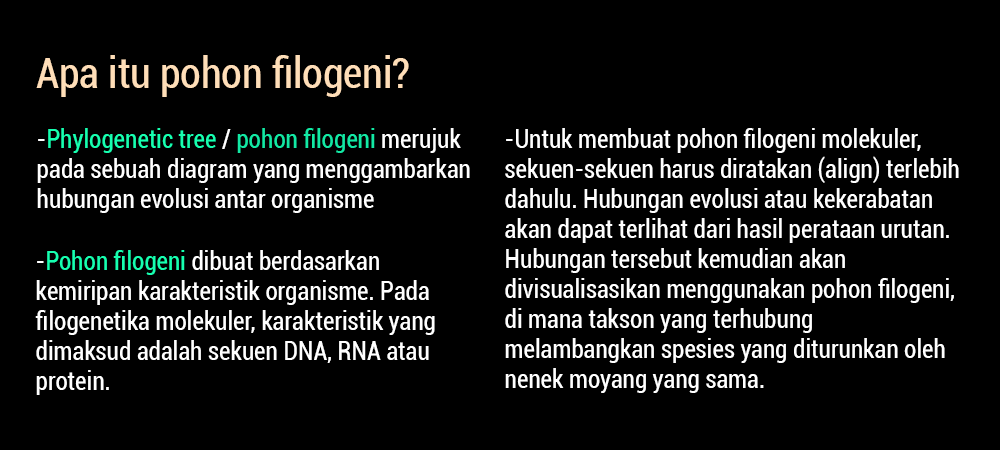 Apa itu pohon filogeni?
-Phylogenetic tree / pohon filogeni merujuk
pada sebuah diagram yang menggambarkan
hubungan evolusi antar organisme
-Pohon filogeni dibuat berdasarkan
kemiripan karakteristik organisme. Pada
filogenetika molekuler, karakteristik yang
dimaksud adalah sekuen DNA, RNA atau
protein.
-Untuk membuat pohon filogeni molekuler,
sekuen-sekuen harus diratakan (align) terlebih
dahulu. Hubungan evolusi atau kekerabatan
akan dapat terlihat dari hasil perataan urutan.
Hubungan tersebut kemudian akan
divisualisasikan menggunakan pohon filogeni,
di mana takson yang terhubung
melambangkan spesies yang diturunkan oleh
nenek moyang yang sama.